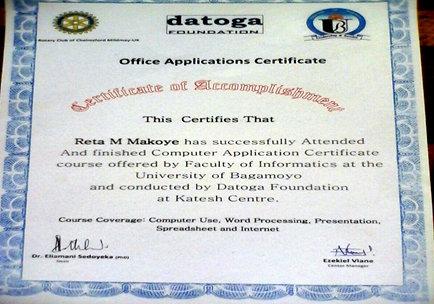 datoga
FOUNDATION
Rotary Club of Chelmsford Mildmay-UK
Office Applications Certificate
Certificate of Accomplishment
This Certifies That
Reta M Makoye has successfully Attended
And finished Computer Application Certificate
course offered by Faculty of Informatics at the
University of Bagamoyo
and conducted by Datoga Foundation
at Katesh Centre.
Course Coverage: Computer Use, Word Processing, Presentation,
Spreadsheet and Internet
Dr. Eliamani Sedoyeka (PhD)
Dean
Ezekiel Viane
Center Manager